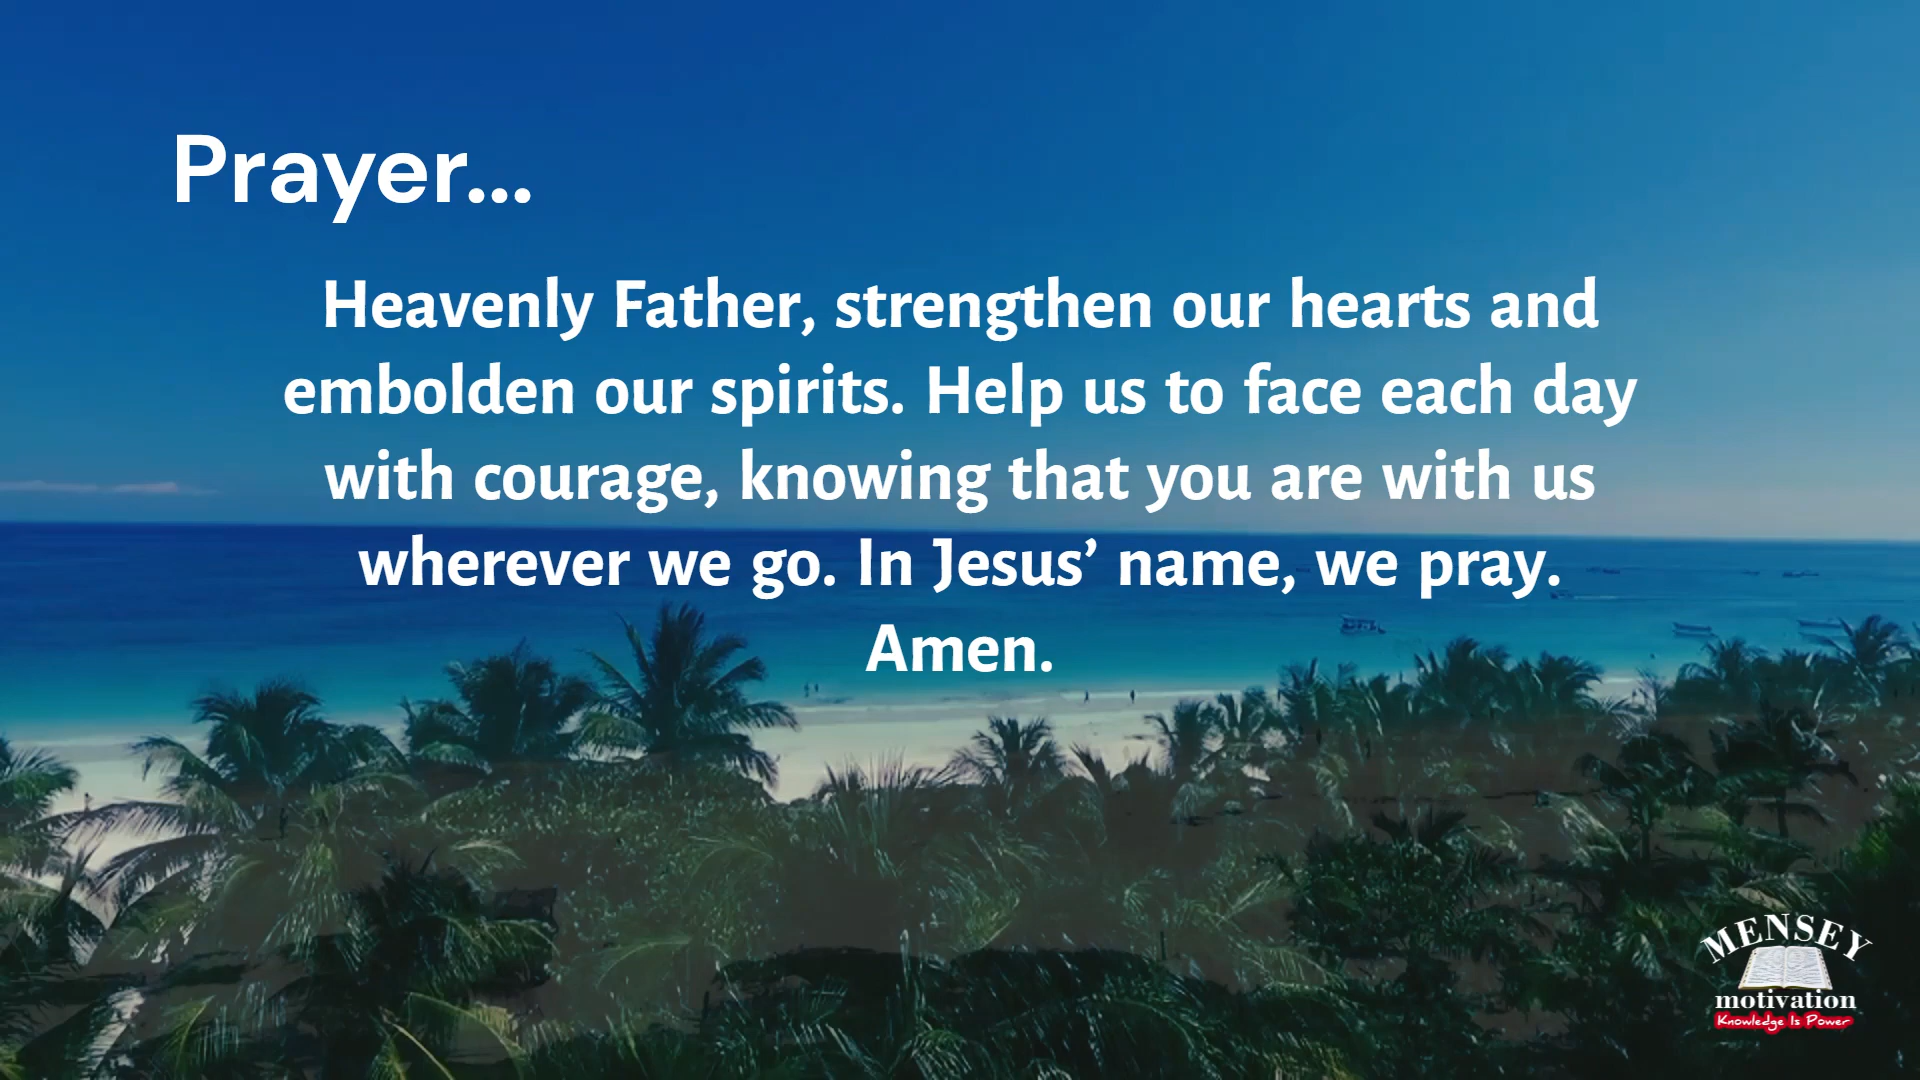 Prayer...
Heavenly Father, strengthen our hearts and
embolden our spirits. Help us to face each day
with courage, knowing that you are with us
wherever we go. In Jesus’ name, we pray.
Amen.
MENSEY
motivation
Knowledge Is Power